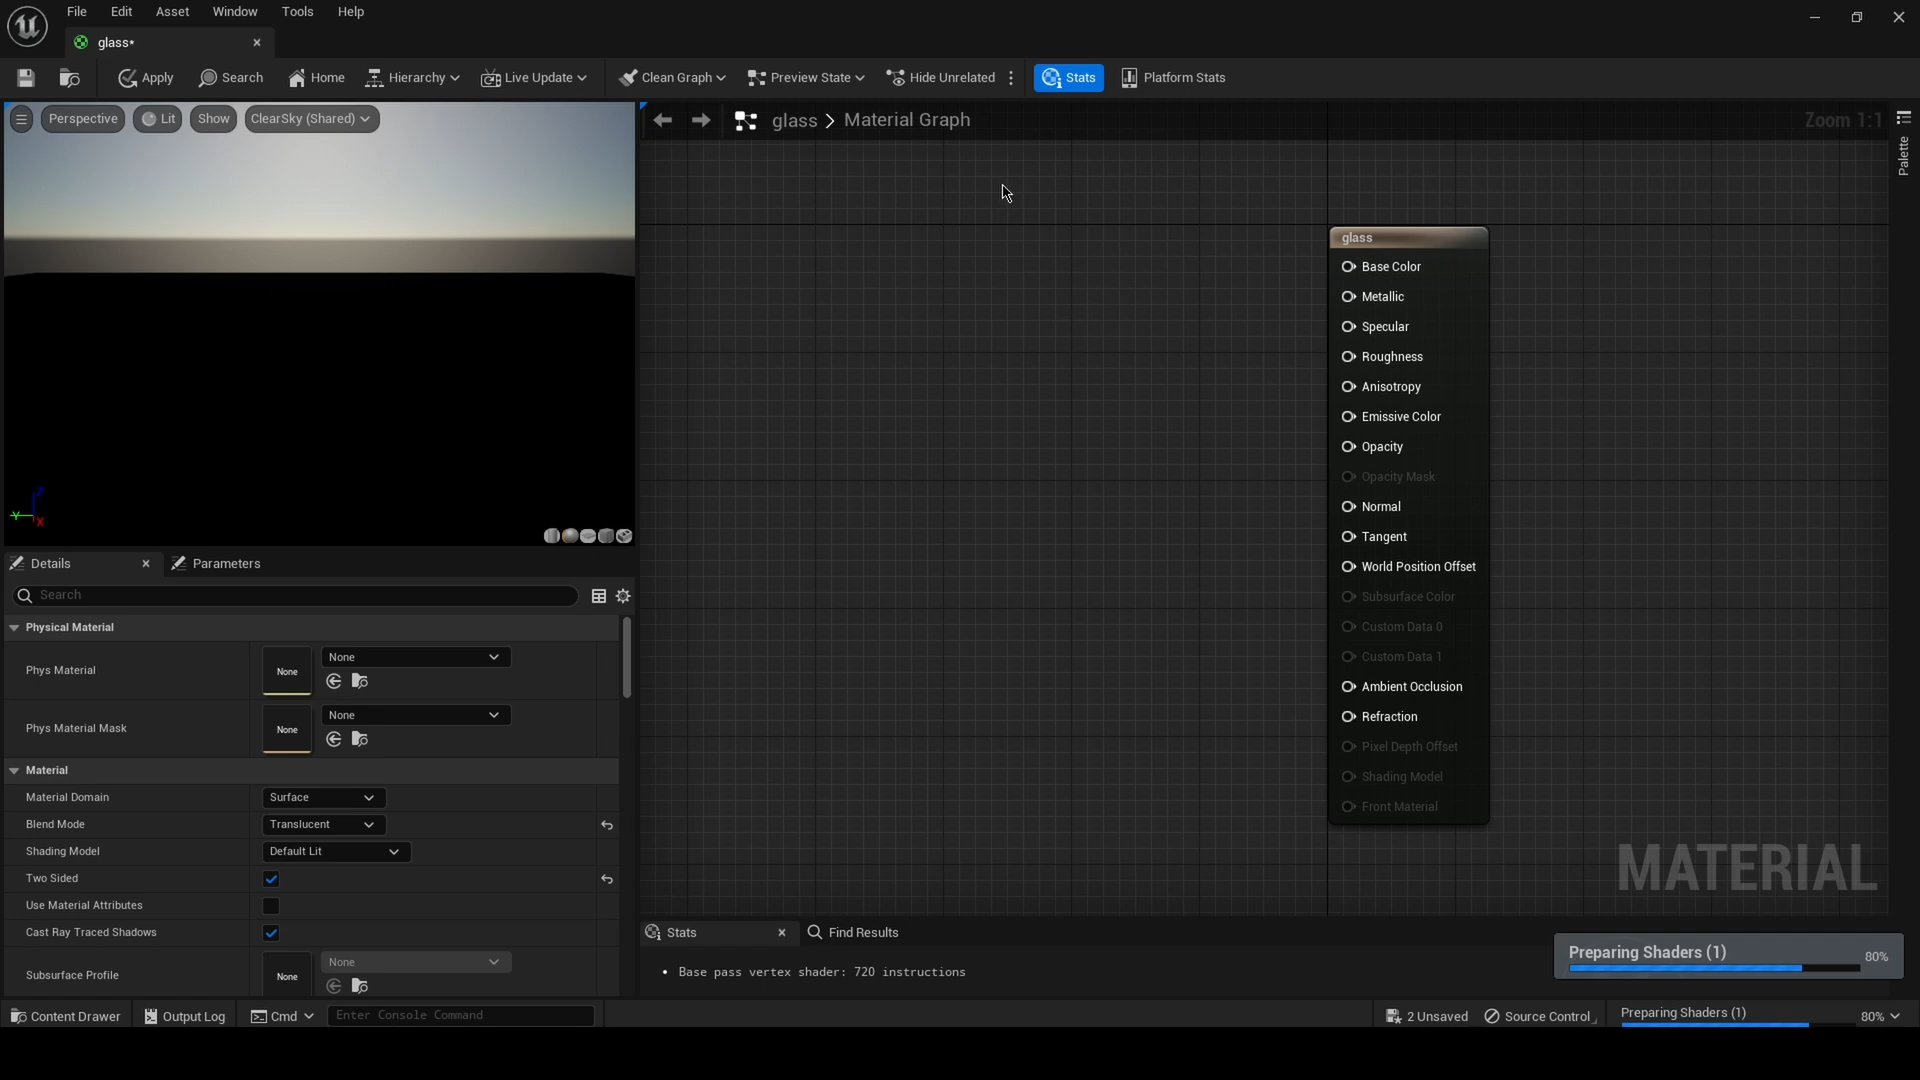 File Edit Asset Window Tools Help
glass*
Apply Search Home Hierarchy Live Update Clean Graph Preview State Hide Unrelated Stats Platform Stats
Perspective Lit Show ClearSky (Shared)
glass > Material Graph
Zoom 1:1
Palette
glass
Base Color
Metallic
Specular
Roughness
Anisotropy
Emissive Color
Opacity
Opacity Mask
Normal
Tangent
World Position Offset
Subsurface Color
Custom Data 0
Custom Data 1
Ambient Occlusion
Refraction
Pixel Depth Offset
Shading Model
Front Material
MATERIAL
Z
Y
X
Details Parameters
Search
Physical Material
Phys Material None None
Phys Material Mask None None
Material
Material Domain Surface
Blend Mode Translucent
Shading Model Default Lit
Two Sided
Use Material Attributes
Cast Ray Traced Shadows
Subsurface Profile None None
Stats Find Results
• Base pass vertex shader: 720 instructions
Preparing Shaders (1) 80%
Content Drawer Output Log Cmd Enter Console Command 2 Unsaved Source Control Preparing Shaders (1) 80%